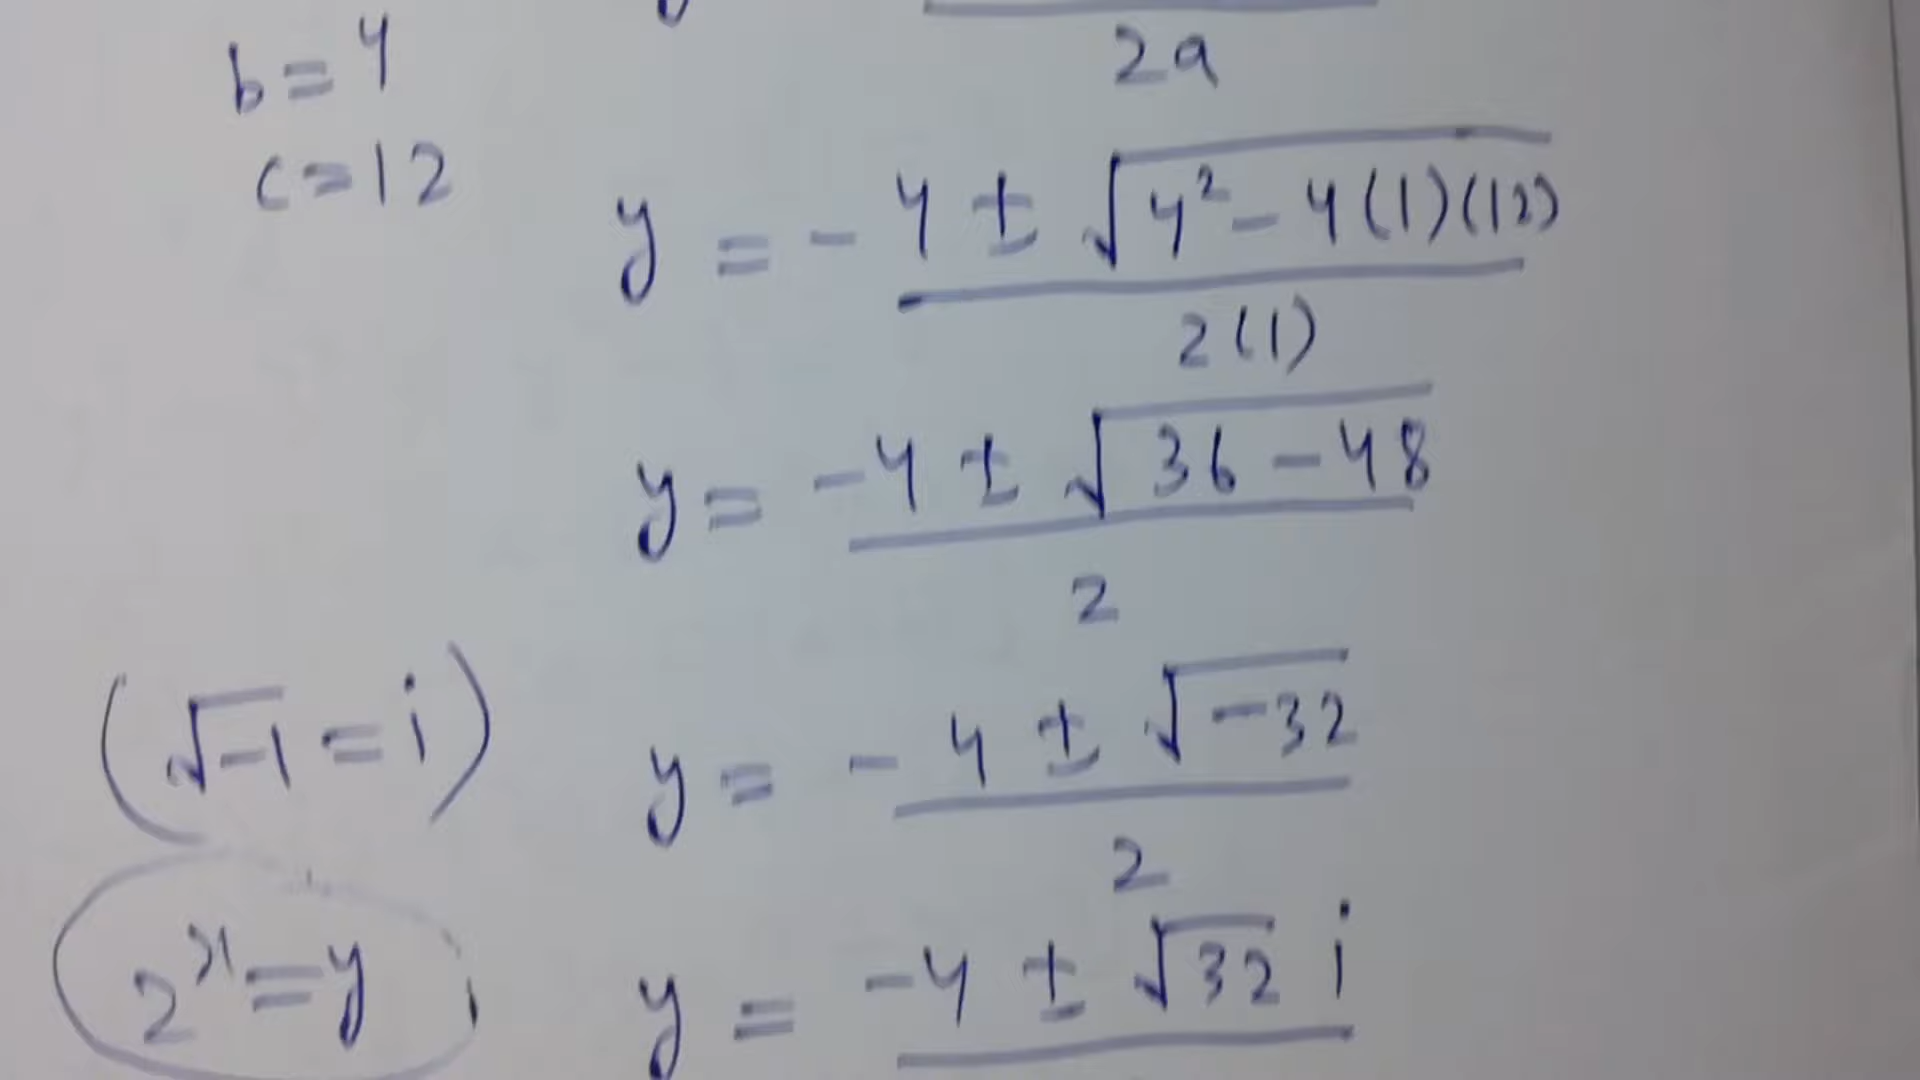 b = 4
2a
c = 12
y = - 4 ± √4² - 4(1)(12)
2(1)
y = -4 ± √36 - 48
2
(√-1 = i)
y = - 4 ± √-32
2
2ˣ = y
y = -4 ± √32 i